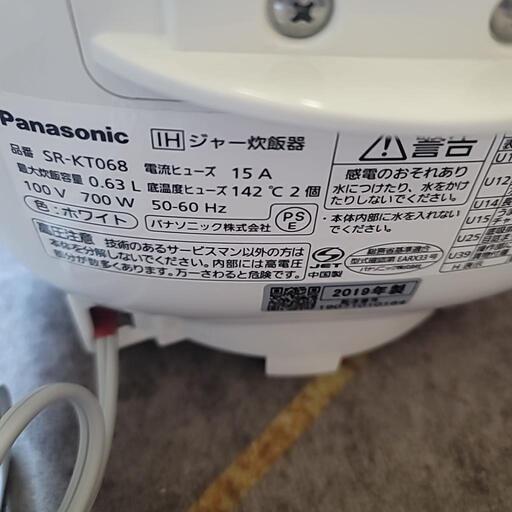 Panasonic
IH ジャー炊飯器
品番 SR-KT068
電流ヒューズ 15 A
最大炊飯容量 0.63 L
底温度ヒューズ 142 ℃ 2 個
100 V 700 W
50-60 Hz
色:ホワイト
パナソニック株式会社
PSE
高圧注意 技術のあるサービスマン以外の方は
本体を分解しないでください。内部には高電圧
部分が有ります。万一さわると危険です。
JET
中国製
2019年製
警告
感電のおそれあり
水につけたり、水をかけ
たりしないでください。
・本体内部に水を入れない
でください。
U12
U14
U15
U25
U39
H